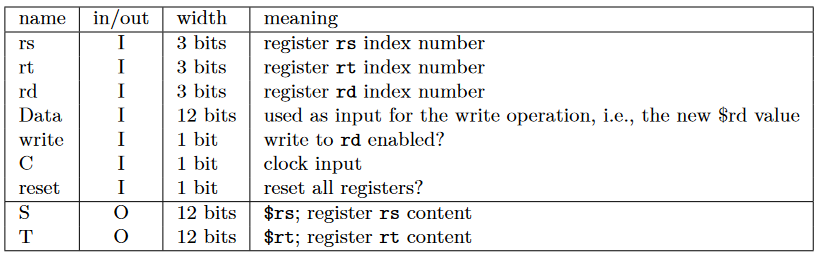 name in/out width meaning
rs I 3 bits register rs index number
rt I 3 bits register rt index number
rd I 3 bits register rd index number
Data I 12 bits used as input for the write operation, i.e., the new $rd value
write I 1 bit write to rd enabled?
C I 1 bit clock input
reset I 1 bit reset all registers?
S O 12 bits $rs; register rs content
T O 12 bits $rt; register rt content